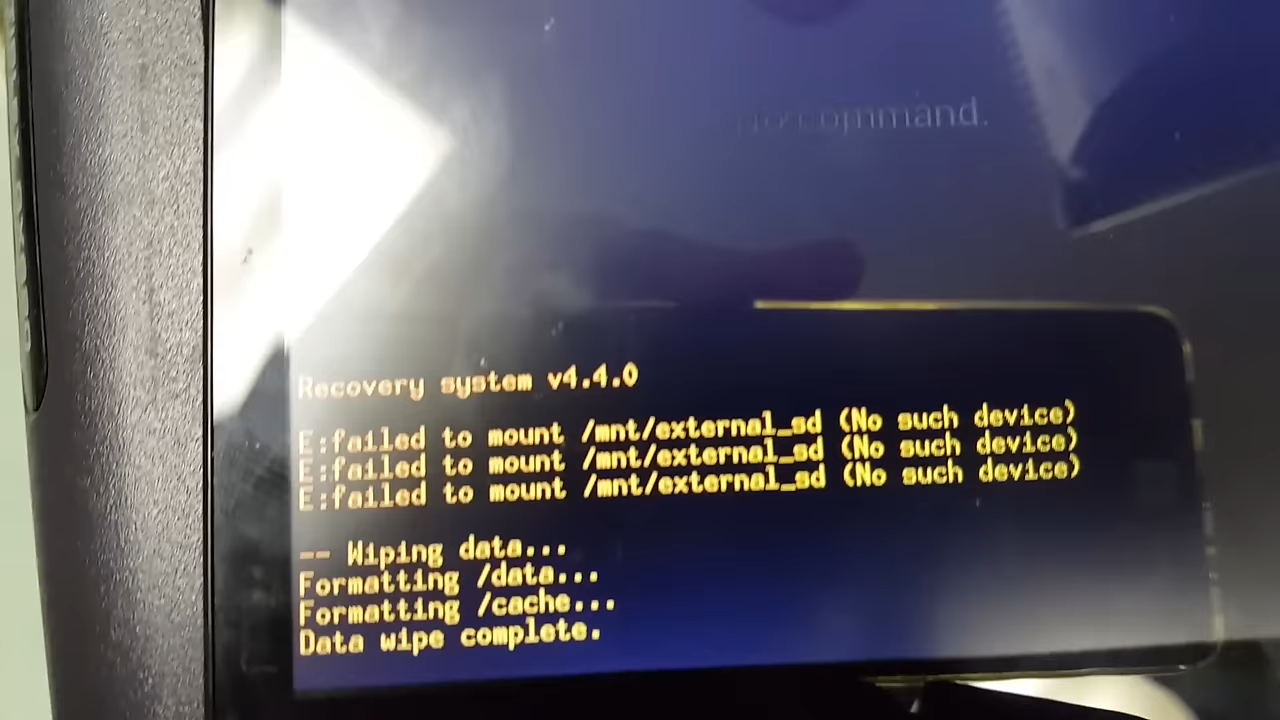 No command.
Recovery system v4.4.0
E:failed to mount /mnt/external_sd (No such device)
E:failed to mount /mnt/external_sd (No such device)
E:failed to mount /mnt/external_sd (No such device)
-- Wiping data...
Formatting /data...
Formatting /cache...
Data wipe complete.